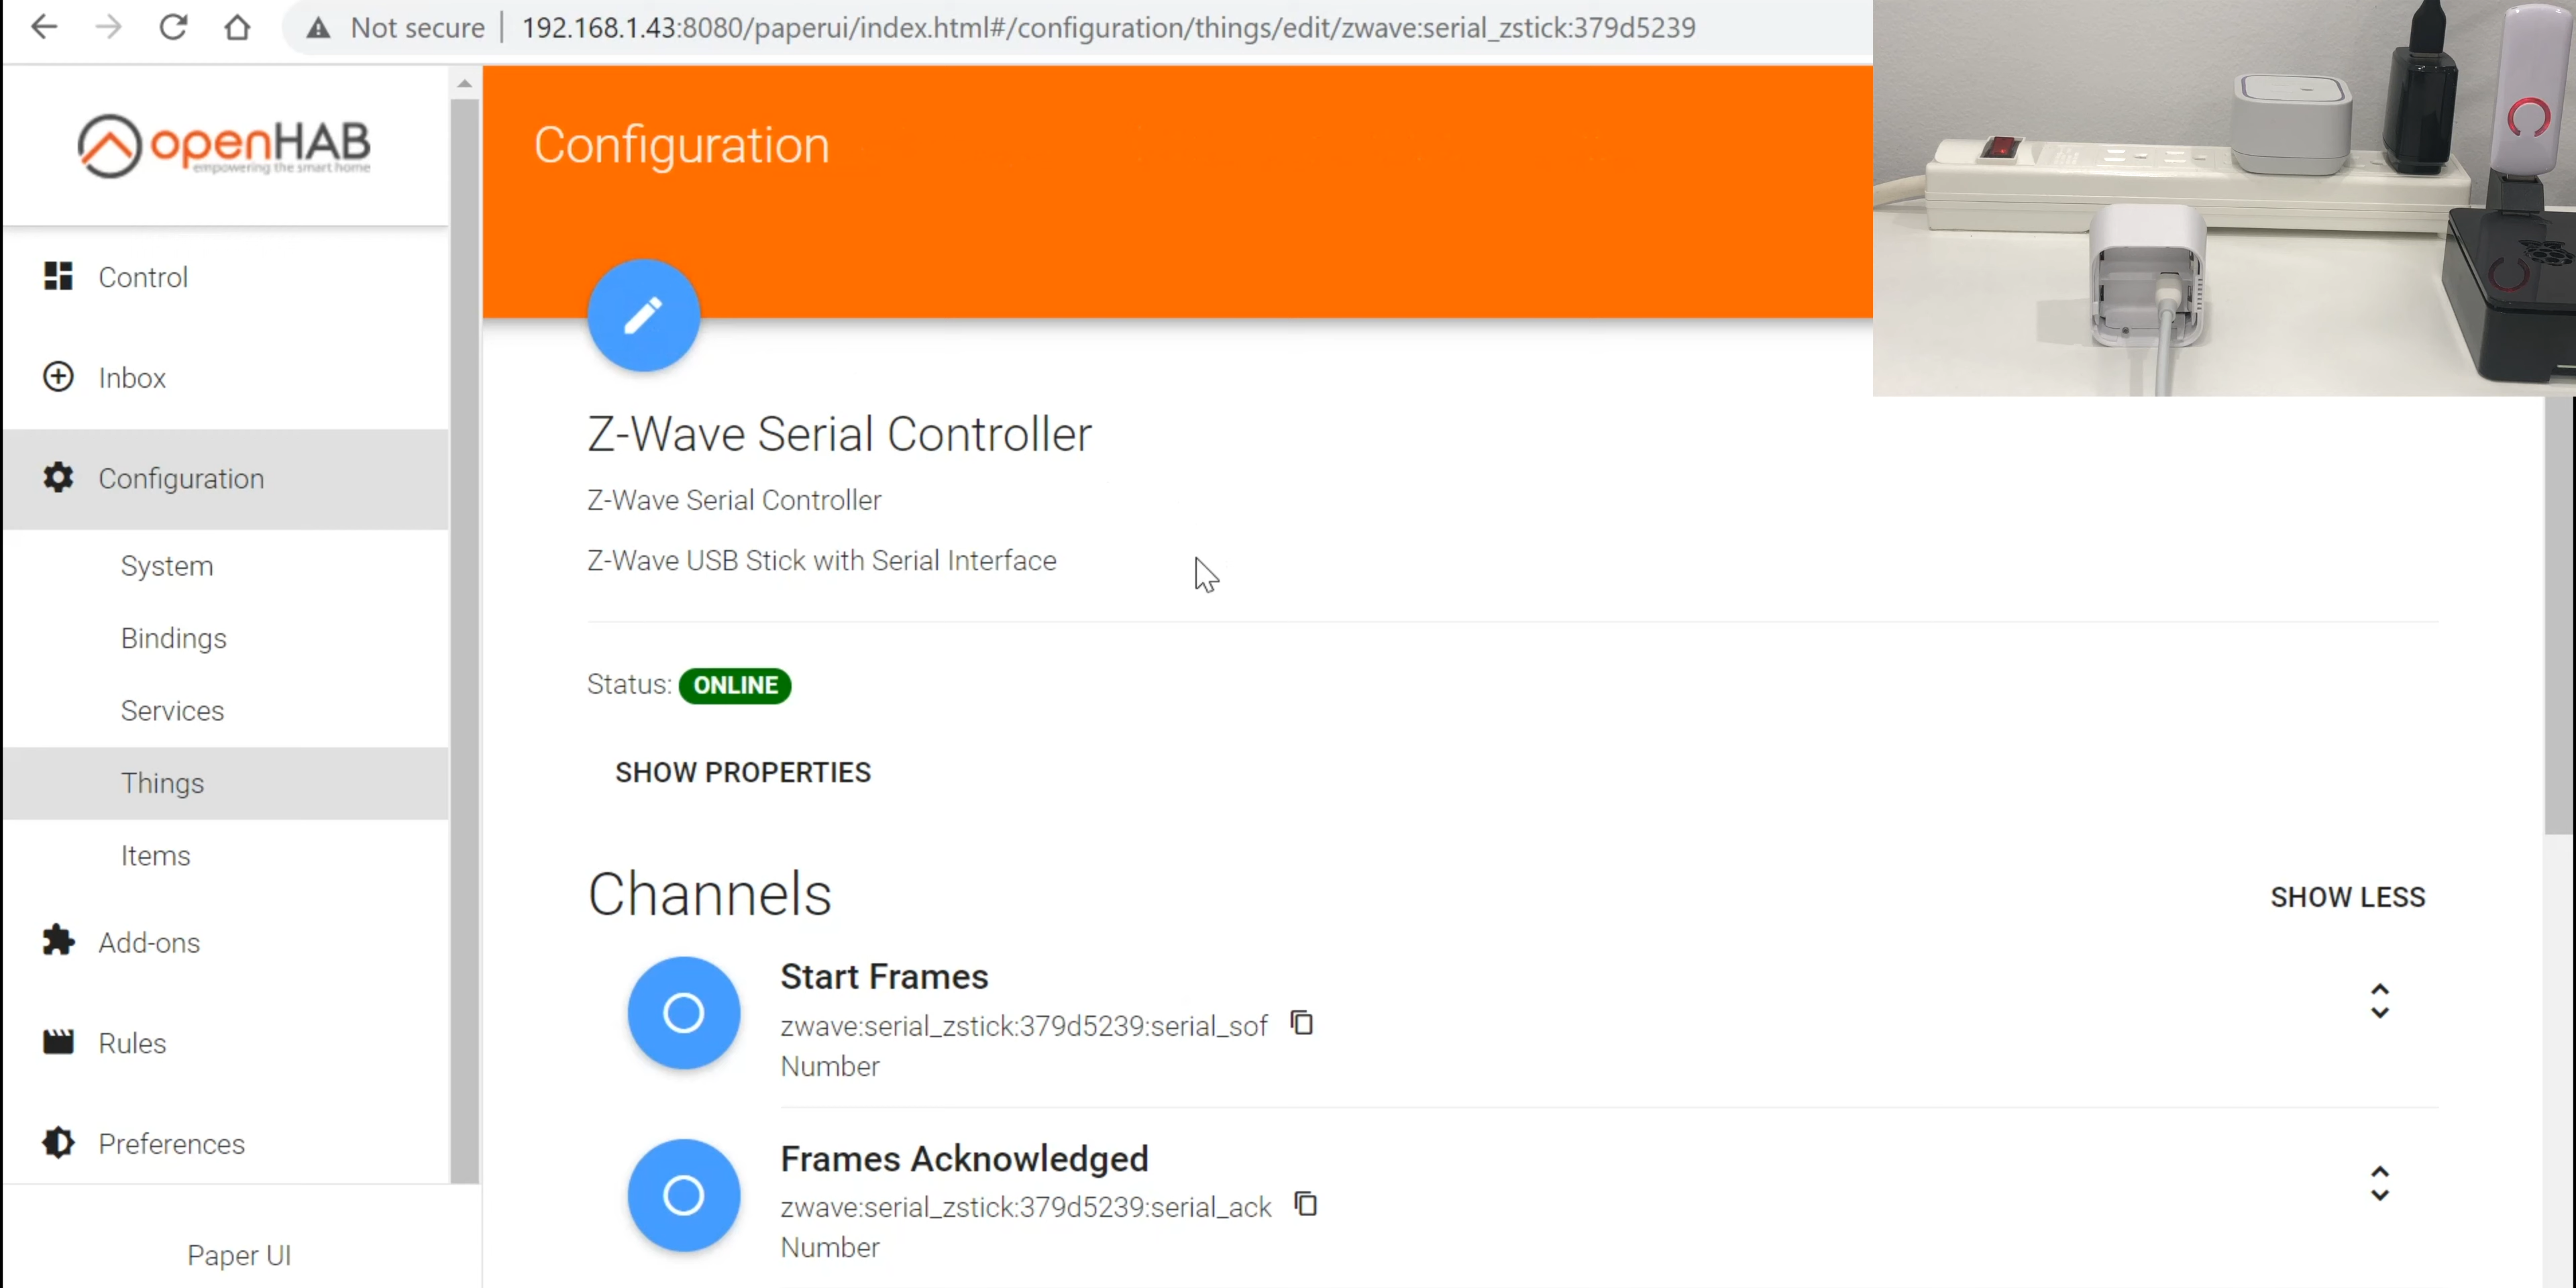 Not secure
192.168.1.43:8080/paperui/index.html#/configuration/things/edit/zwave:serial_zstick:379d5239
openHAB
empowering the smart home
Control
Inbox
Configuration
System
Bindings
Services
Things
Items
Add-ons
Rules
Preferences
Paper UI
Configuration
Z-Wave Serial Controller
Z-Wave Serial Controller
Z-Wave USB Stick with Serial Interface
Status: ONLINE
SHOW PROPERTIES
Channels
SHOW LESS
Start Frames
zwave:serial_zstick:379d5239:serial_sof
Number
Frames Acknowledged
zwave:serial_zstick:379d5239:serial_ack
Number